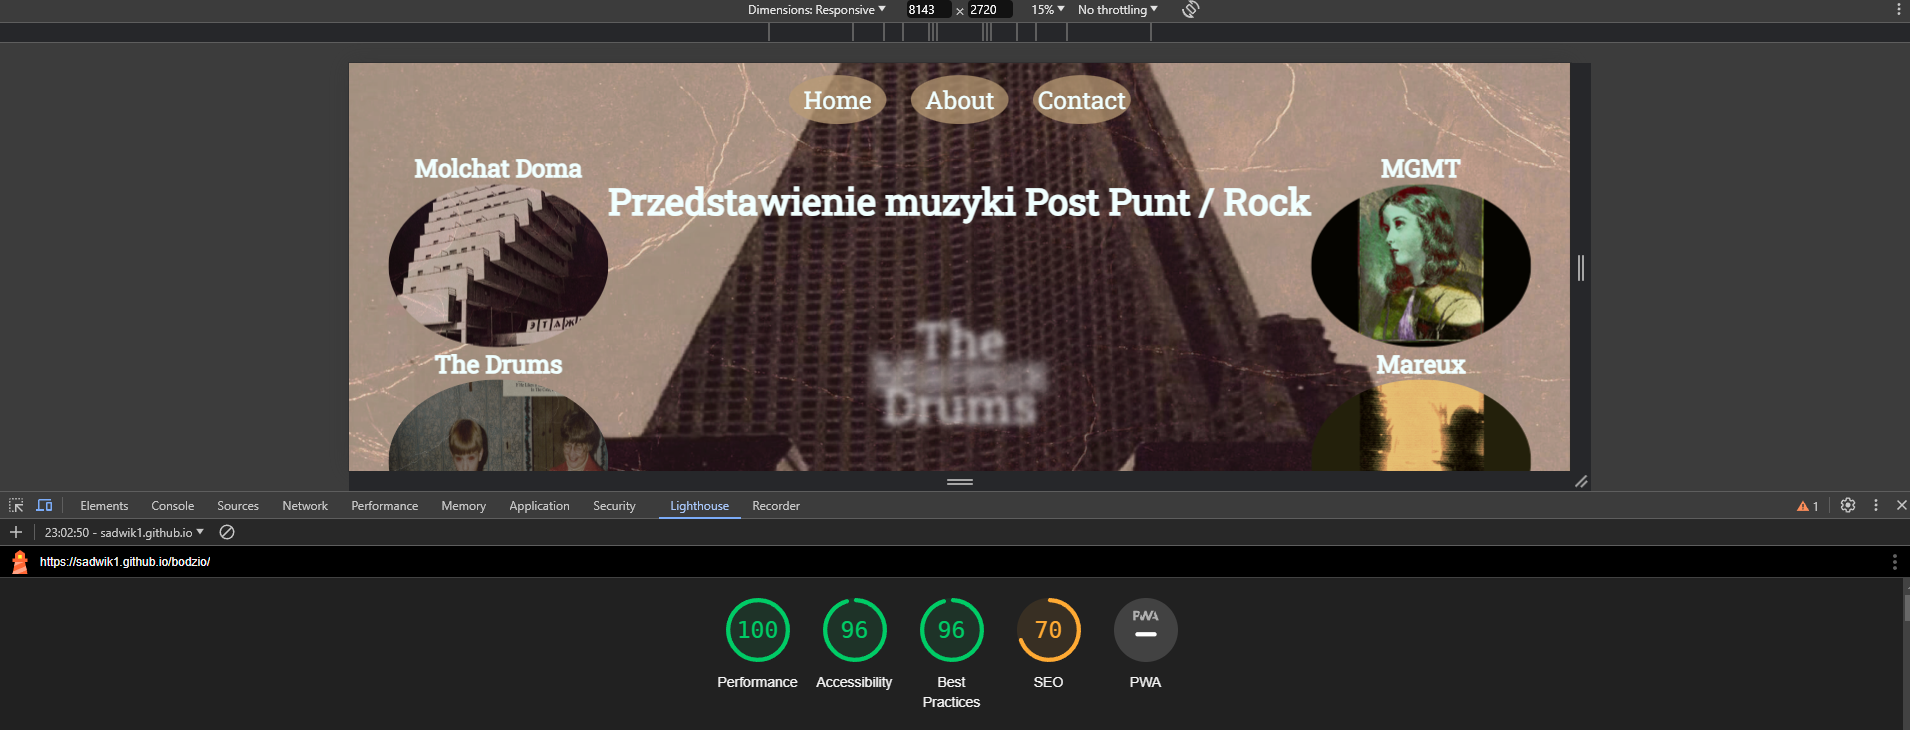 Dimensions: Responsive 8143 × 2720 15% No throttling
Home About Contact
Molchat Doma
MGMT
Przedstawienie muzyki Post Punt / Rock
ЭТАЖ
The
Drums
The Drums
Mareux
Elements Console Sources Network Performance Memory Application Security Lighthouse Recorder 1
23:02:50 - sadwik1.github.io
https://sadwik1.github.io/bodzio/
100 96 96 70 PWA
Performance Accessibility Best Practices SEO PWA